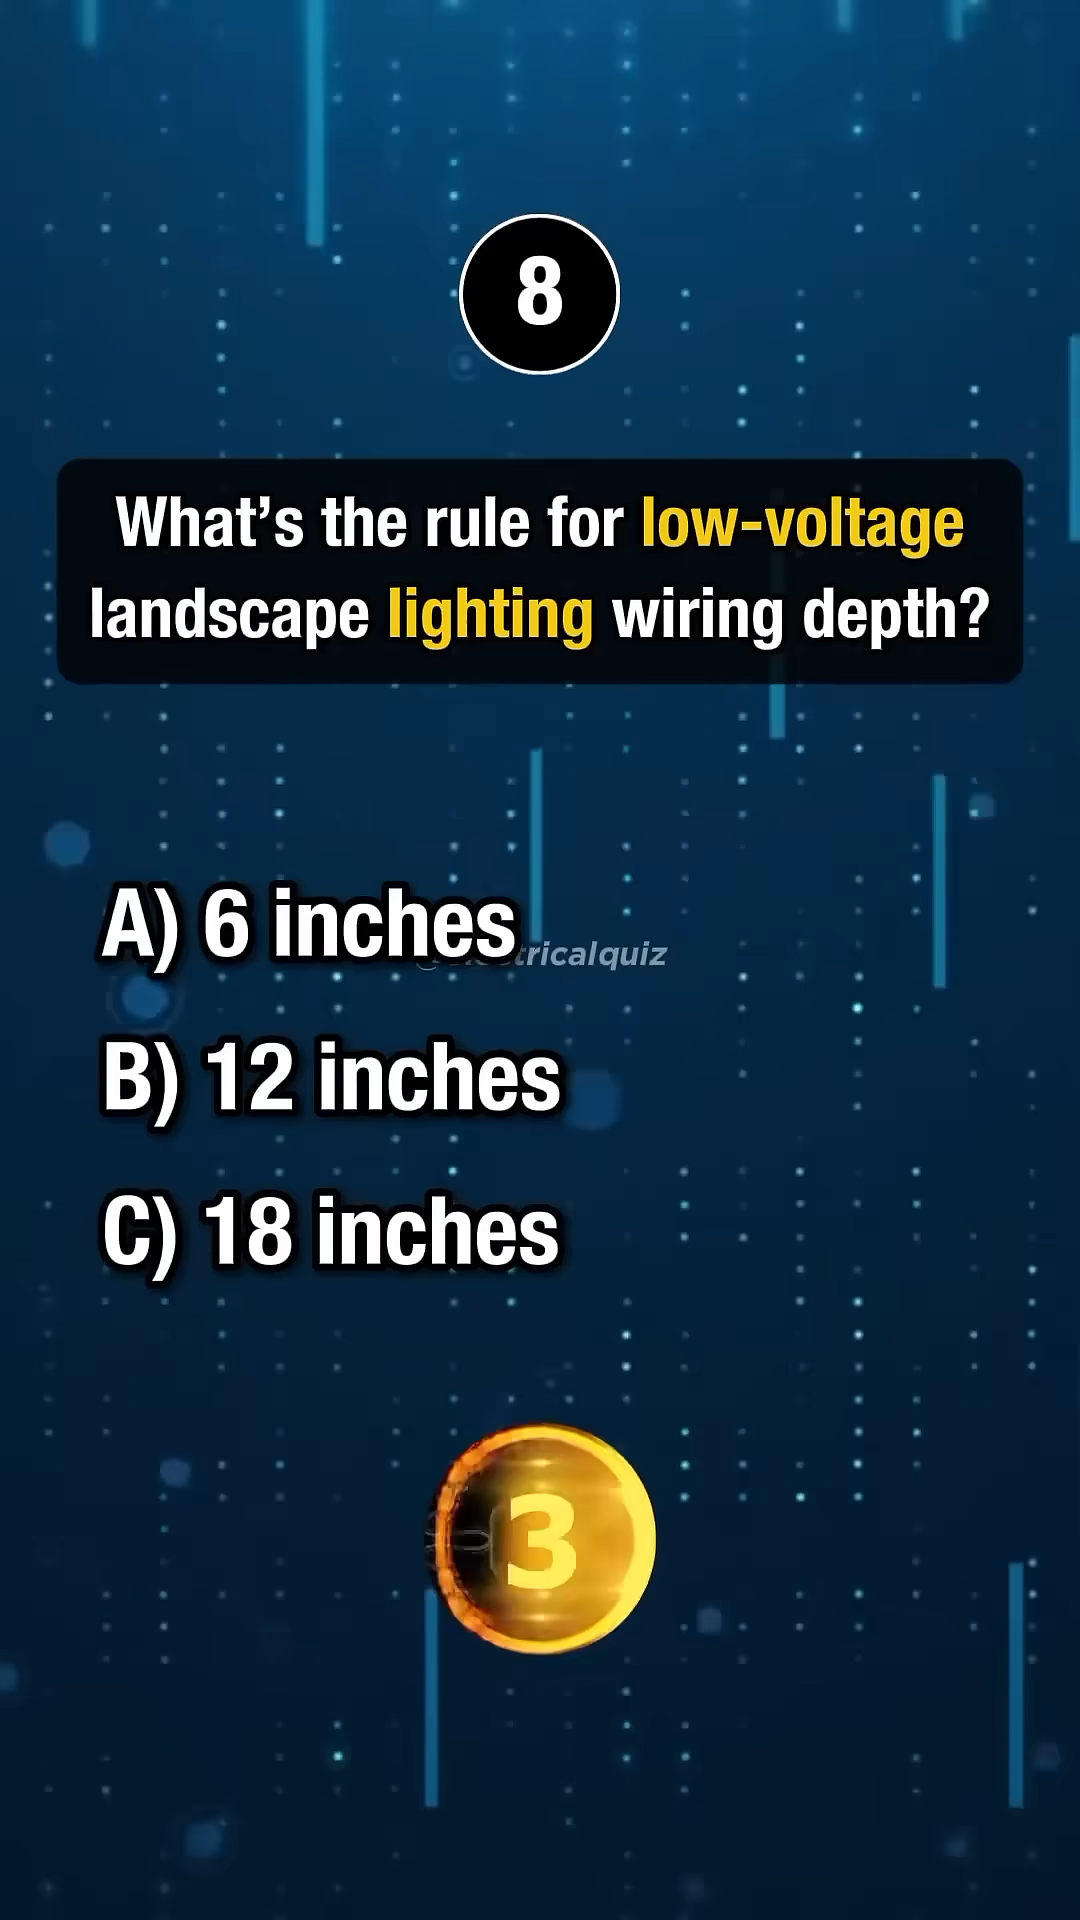 8
What’s the rule for low-voltage
landscape lighting wiring depth?
A) 6 inches
B) 12 inches
C) 18 inches
3